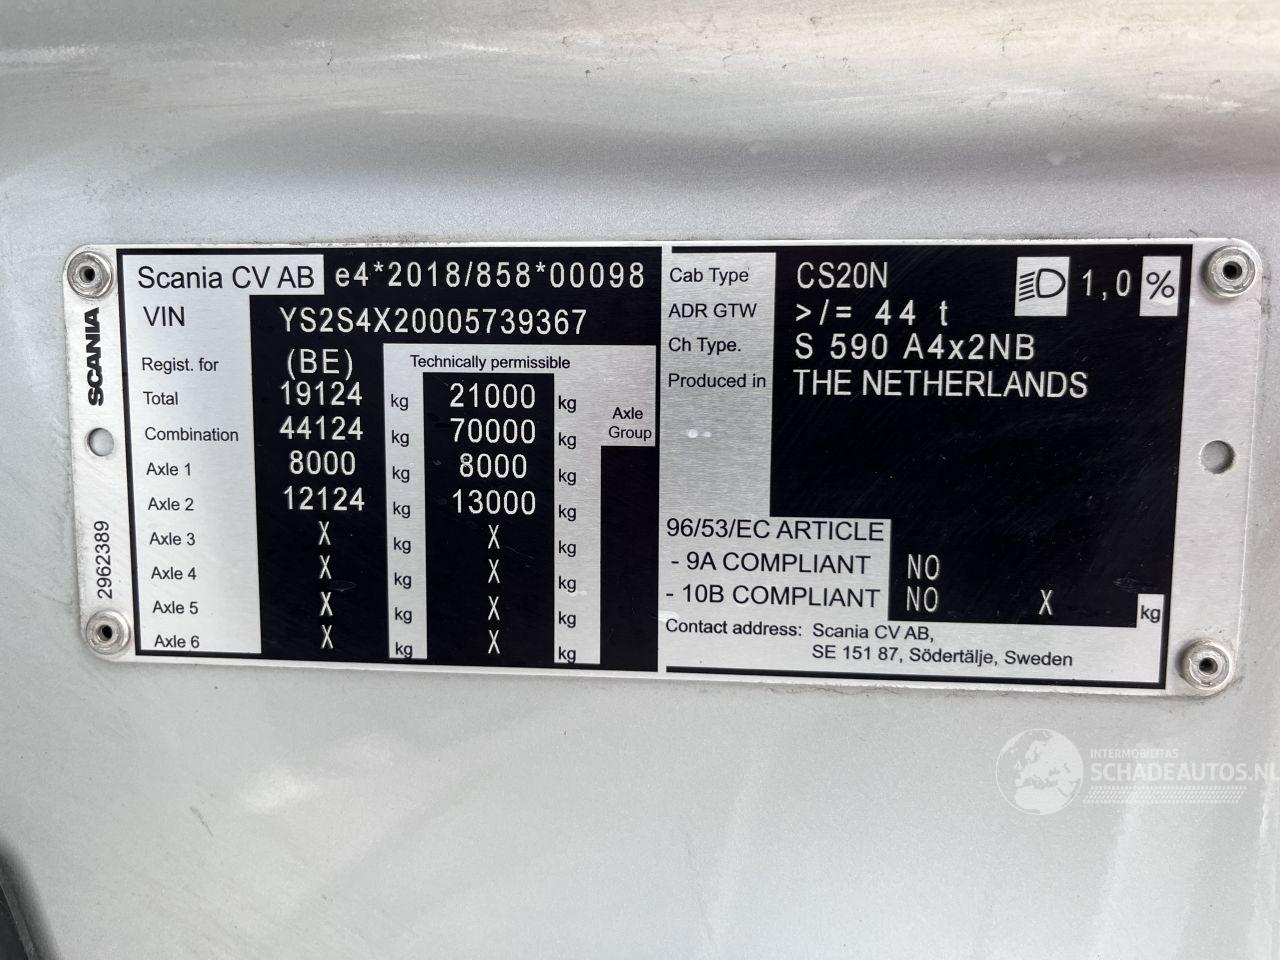 Scania CV AB e4*2018/858*00098
VIN YS2S4X20005739367
Regist. for (BE) Technically permissible
Total 19124 kg 21000 kg Axle
Combination 44124 kg 70000 kg Group
Axle 1 8000 kg 8000 kg
Axle 2 12124 kg 13000 kg
Axle 3 X kg X kg
Axle 4 X kg X kg
Axle 5 X kg X kg
Axle 6 X kg X kg
Cab Type CS20N 1,0 %
ADR GTW >/= 44 t
Ch Type. S 590 A4x2NB
Produced in THE NETHERLANDS
96/53/EC ARTICLE
- 9A COMPLIANT NO
- 10B COMPLIANT NO X kg
Contact address: Scania CV AB,
SE 151 87, Södertälje, Sweden
SCANIA
2962389
INTERMOBILITAS
SCHADEAUTOS.NL